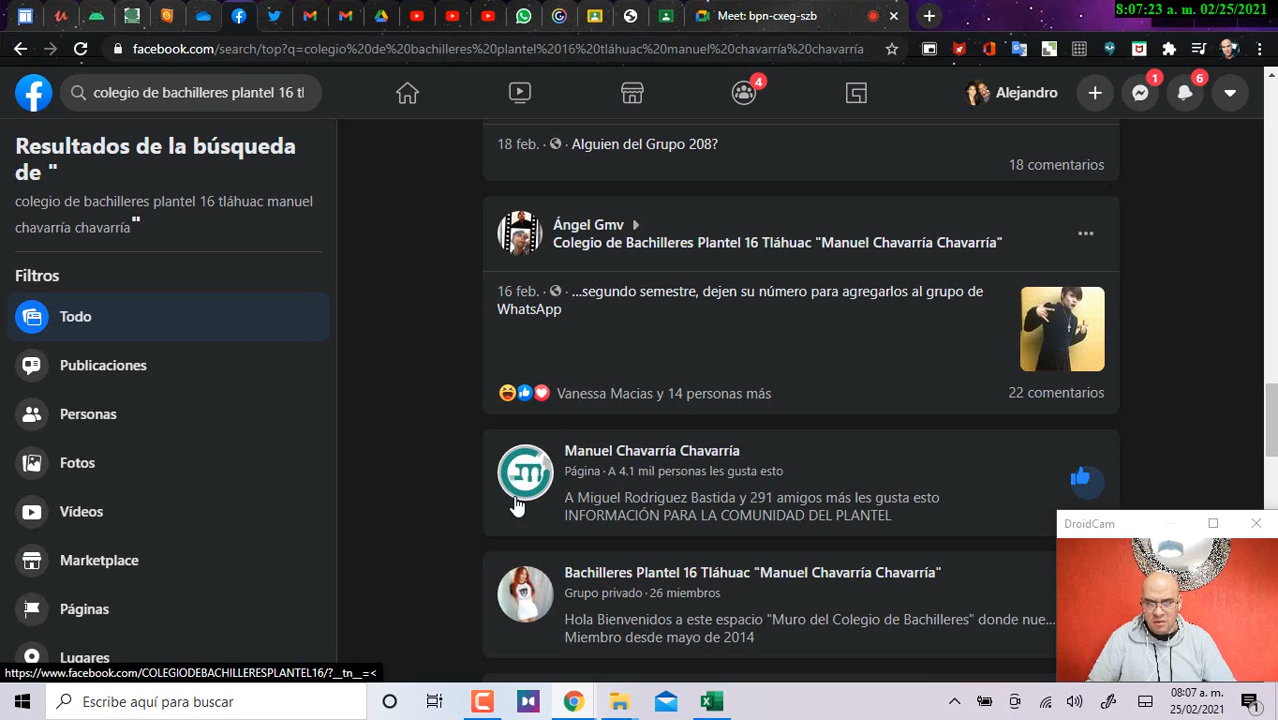 8:07:23 a. m. 02/25/2021
Meet: bpn-cxeg-szb
facebook.com/search/top?q=colegio%20de%20bachilleres%20plantel%2016%20tláhuac%20manuel%20chavarría%20chavarría
colegio de bachilleres plantel 16 tl
4
Alejandro
1
6
Resultados de la búsqueda
de "
colegio de bachilleres plantel 16 tláhuac manuel
chavarría chavarría "
Filtros
Todo
Publicaciones
Personas
Fotos
Vídeos
Marketplace
Páginas
Lugares
18 feb. · Alguien del Grupo 208?
18 comentarios
Ángel Gmv
Colegio de Bachilleres Plantel 16 Tláhuac "Manuel Chavarría Chavarría"
16 feb. · ...segundo semestre, dejen su número para agregarlos al grupo de
WhatsApp
Vanessa Macias y 14 personas más
22 comentarios
Manuel Chavarría Chavarría
Página · A 4.1 mil personas les gusta esto
A Miguel Rodriguez Bastida y 291 amigos más les gusta esto
INFORMACIÓN PARA LA COMUNIDAD DEL PLANTEL
Bachilleres Plantel 16 Tláhuac "Manuel Chavarría Chavarría"
Grupo privado · 26 miembros
Hola Bienvenidos a este espacio "Muro del Colegio de Bachilleres" donde nue...
Miembro desde mayo de 2014
DroidCam
https://www.facebook.com/COLEGIODEBACHILLERESPLANTEL16/?__tn__=<
Escribe aquí para buscar
08:07 a. m.
25/02/2021
1